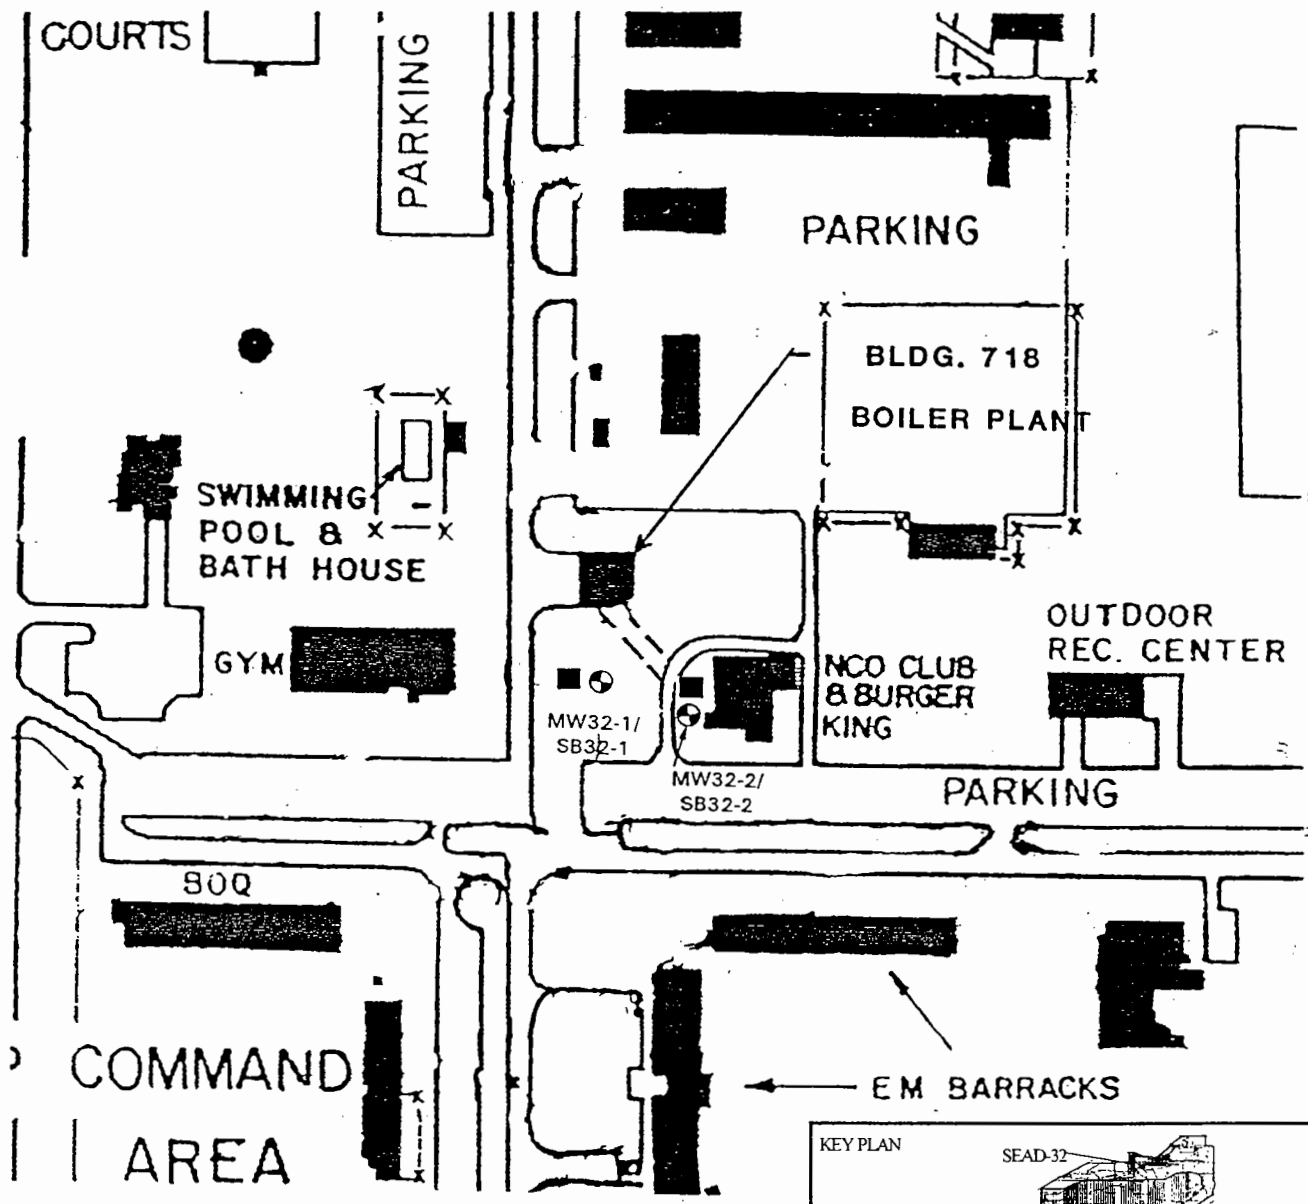 COURTS
PARKING
PARKING
BLDG. 718
BOILER PLANT
SWIMMING
POOL &
BATH HOUSE
OUTDOOR
REC. CENTER
GYM
NCO CLUB
& BURGER
KING
MW32-1/
SB32-1
MW32-2/
SB32-2
PARKING
BOQ
COMMAND
AREA
EM BARRACKS
KEY PLAN
SEAD-32